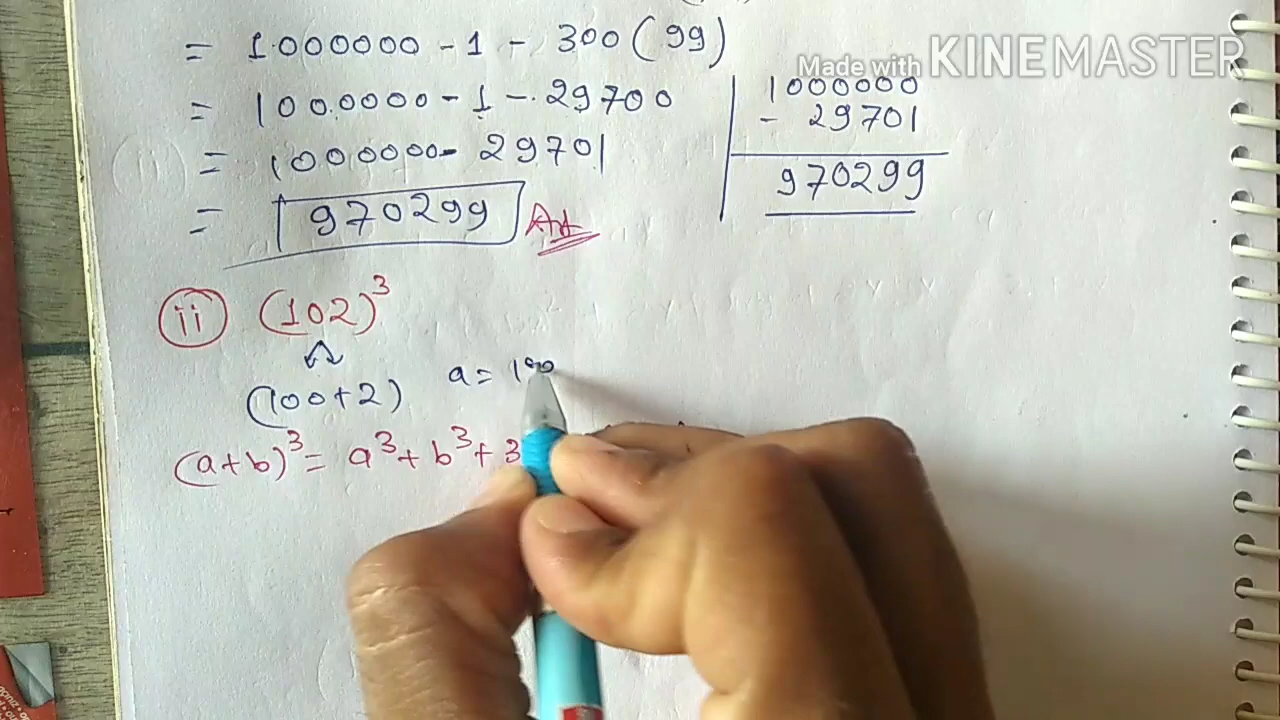 = 1000000 - 1 - 300 (99)
Made with KINEMASTER
= 1000000 - 1 - 29700
1000000
- 29701
970299
= 1000000 - 29701
= 970299
ii (102)³
(100+2) a = 100
(a+b)³ = a³ + b³ + 3